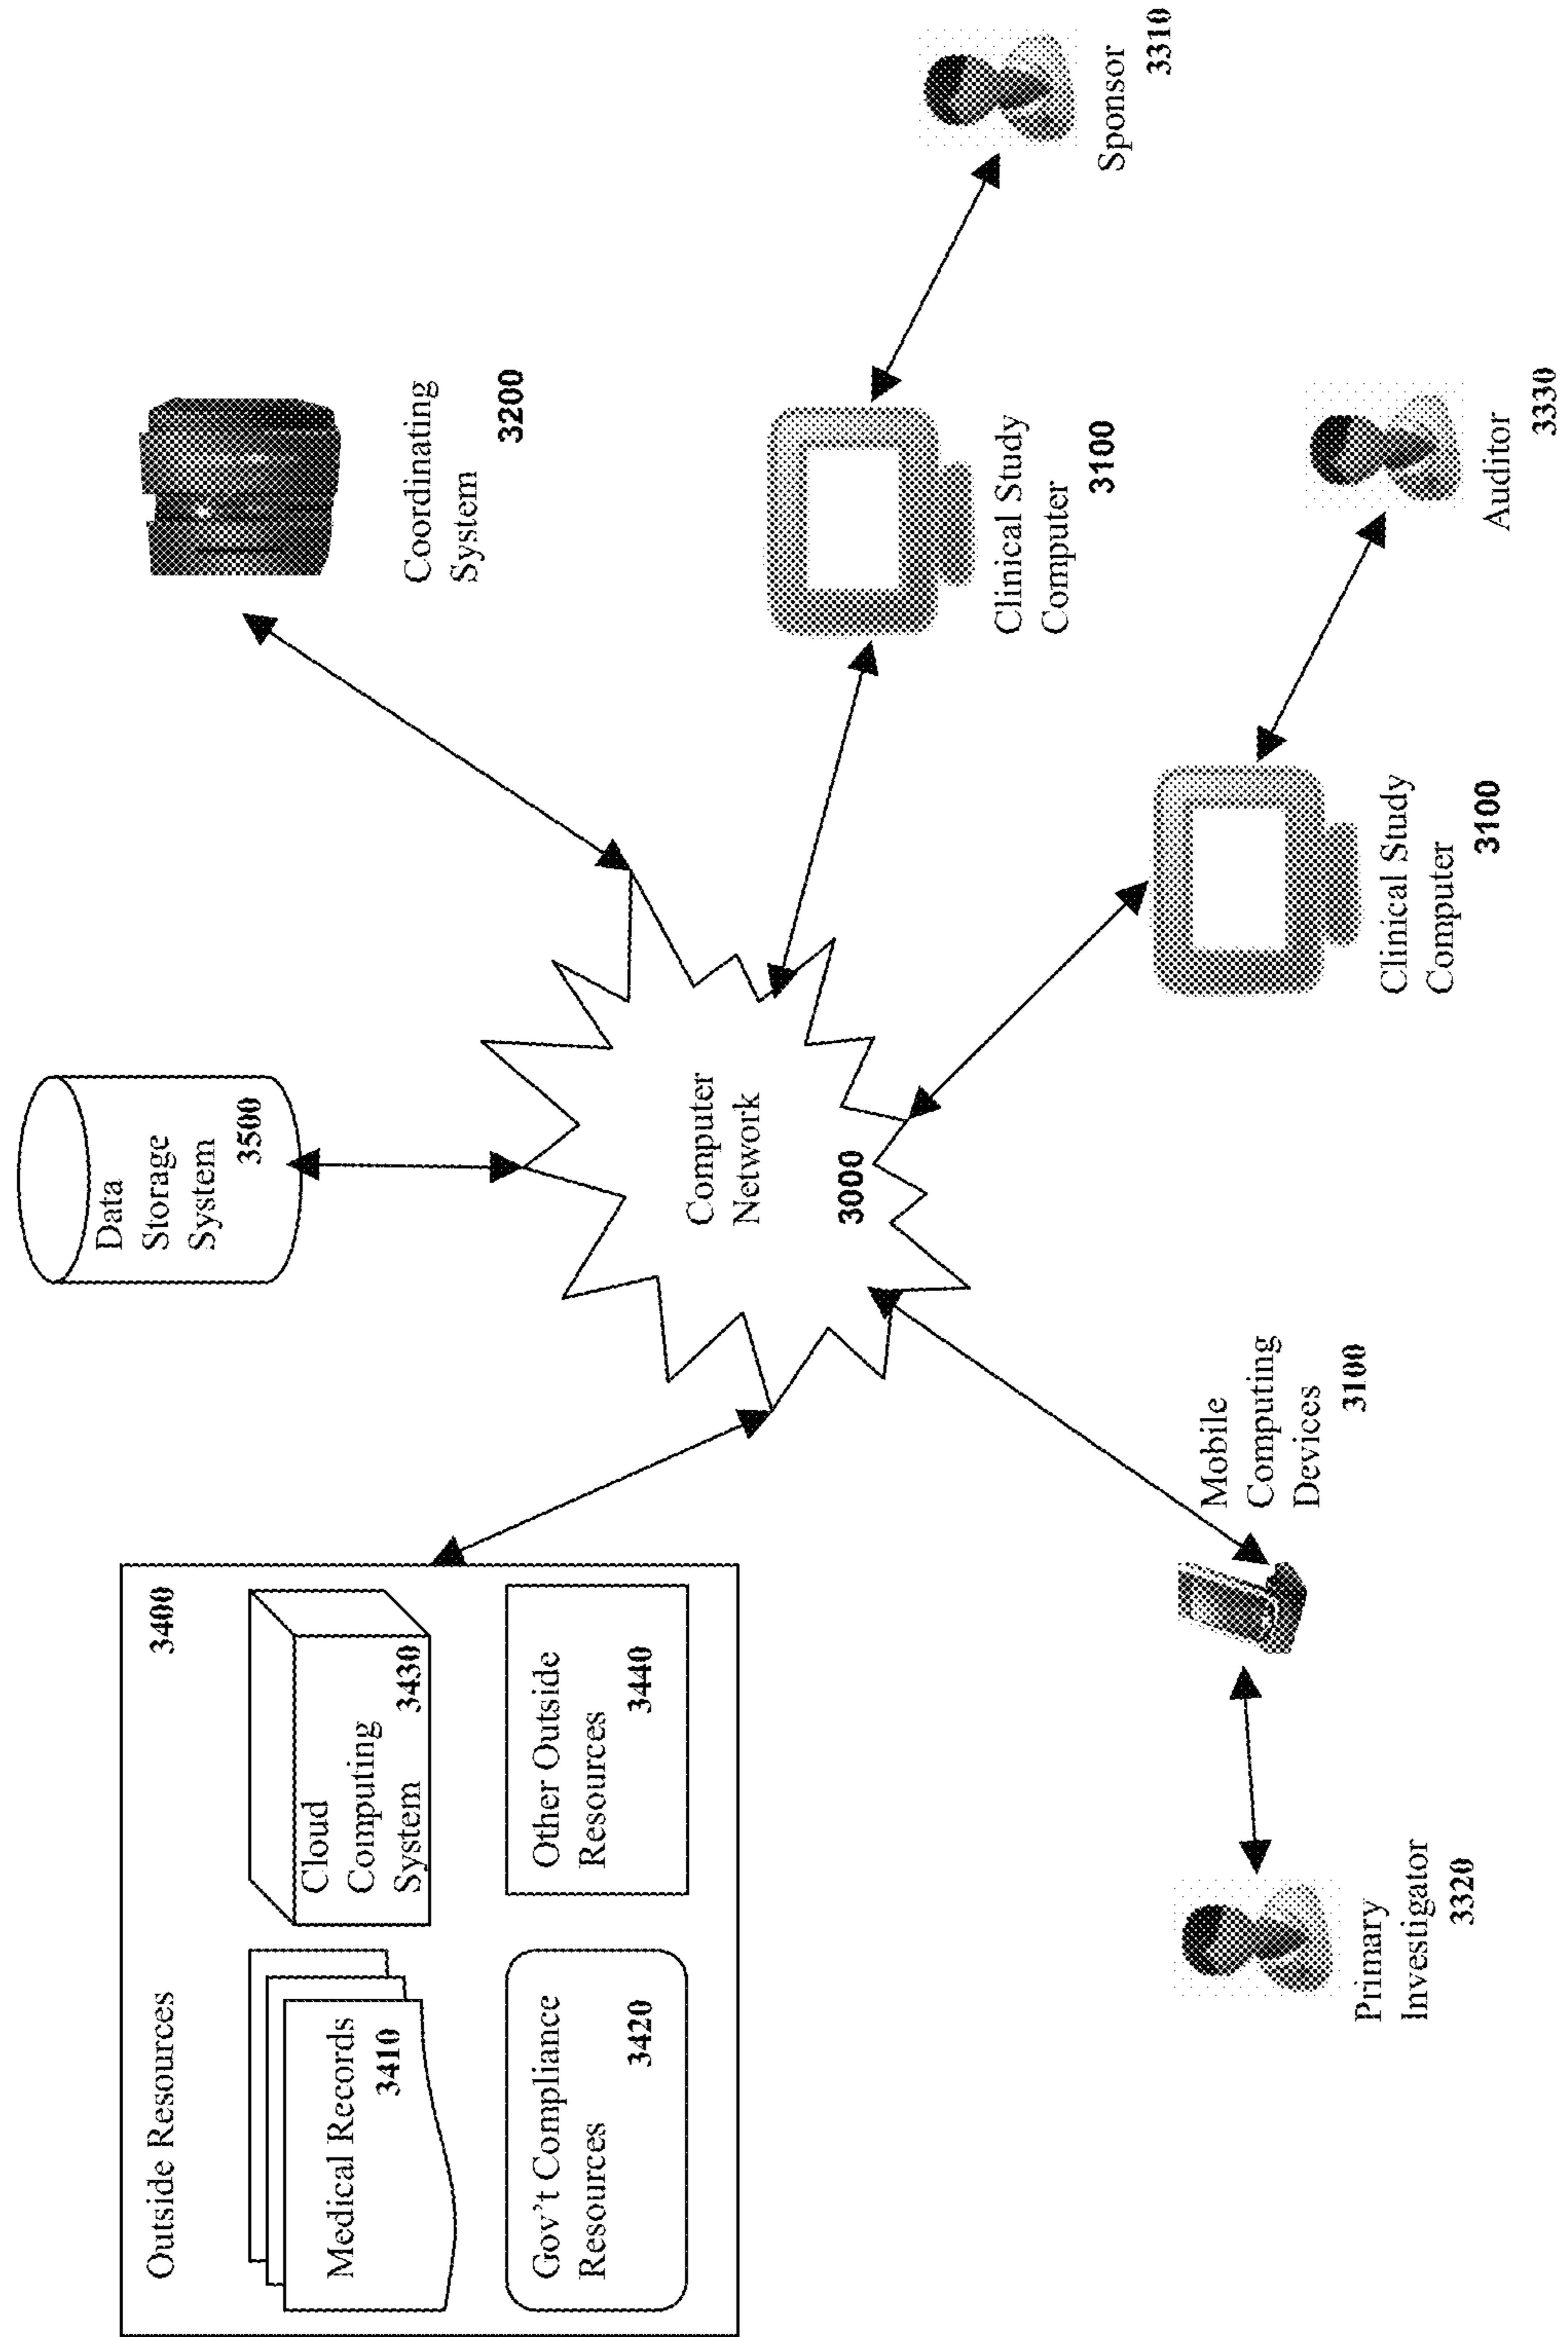 Outside Resources
3400
Medical Records
3410
Cloud
Computing
System
3430
Gov't Compliance
Resources
3420
Other Outside
Resources
3440
Data
Storage
System
3500
Coordinating
System
3200
Computer
Network
3000
Clinical Study
Computer
3100
Sponsor
3310
Clinical Study
Computer
3100
Auditor
3330
Mobile
Computing
Devices
3100
Primary
Investigator
3320